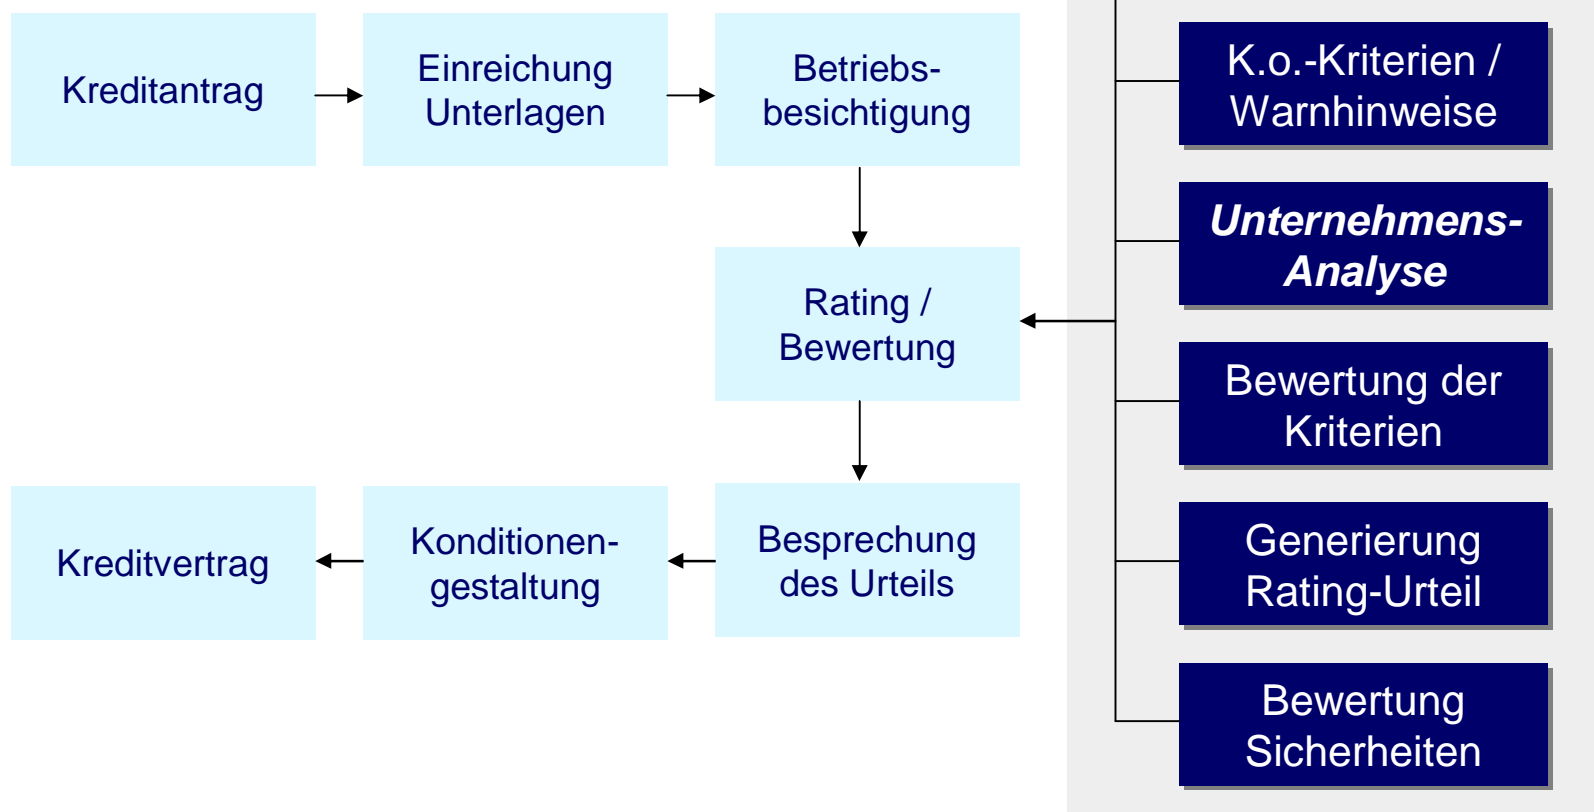 Kreditantrag
Einreichung
Unterlagen
Betriebs-
besichtigung
Rating /
Bewertung
Besprechung
des Urteils
Konditionen-
gestaltung
Kreditvertrag
K.o.-Kriterien /
Warnhinweise
Unternehmens-
Analyse
Bewertung der
Kriterien
Generierung
Rating-Urteil
Bewertung
Sicherheiten